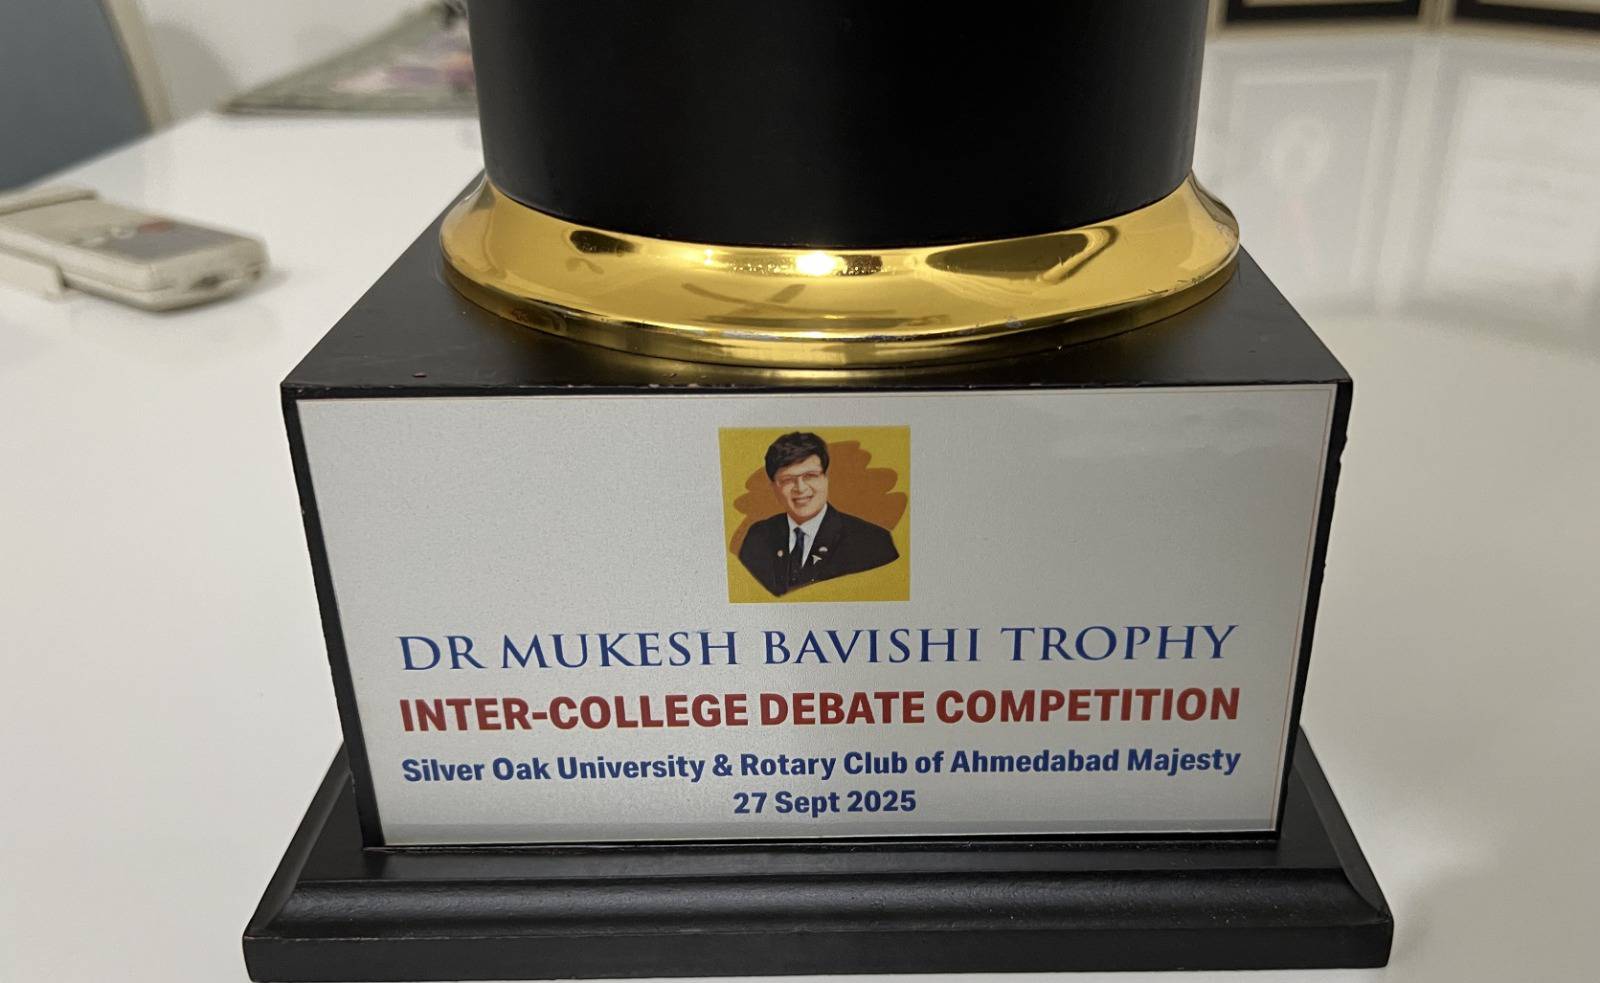 DR MUKESH BAVISHI TROPHY
INTER-COLLEGE DEBATE COMPETITION
Silver Oak University & Rotary Club of Ahmedabad Majesty
27 Sept 2025